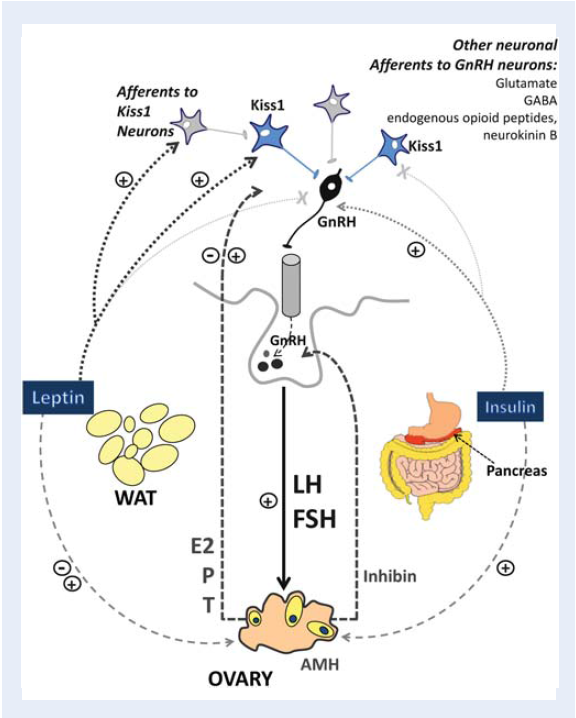 Other neuronal
Afferents to GnRH neurons:
Glutamate
GABA
endogenous opioid peptides,
neurokinin B
Afferents to
Kiss1
Neurons
Kiss1
Kiss1
X
X
GnRH
+
+
+
- +
GnRH
Leptin
Insulin
WAT
Pancreas
LH
FSH
+
E2
P
T
Inhibin
-
+
+
AMH
OVARY